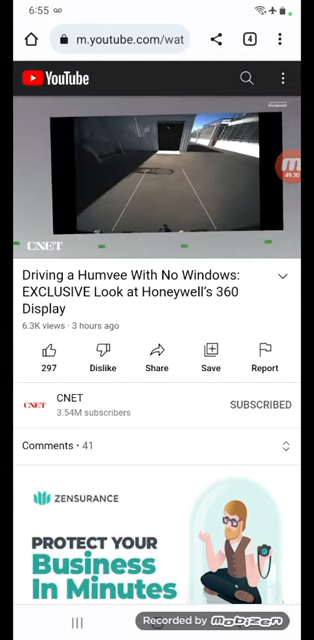 6:55
4
m.youtube.com/wat
YouTube
49:30
CNET
Driving a Humvee With No Windows:
EXCLUSIVE Look at Honeywell's 360
Display
6.3K views · 3 hours ago
297
Dislike
Share
Save
Report
CNET
CNET
3.54M subscribers
SUBSCRIBED
Comments • 41
ZENSURANCE
PROTECT YOUR
Business
In Minutes
Recorded by mobizen